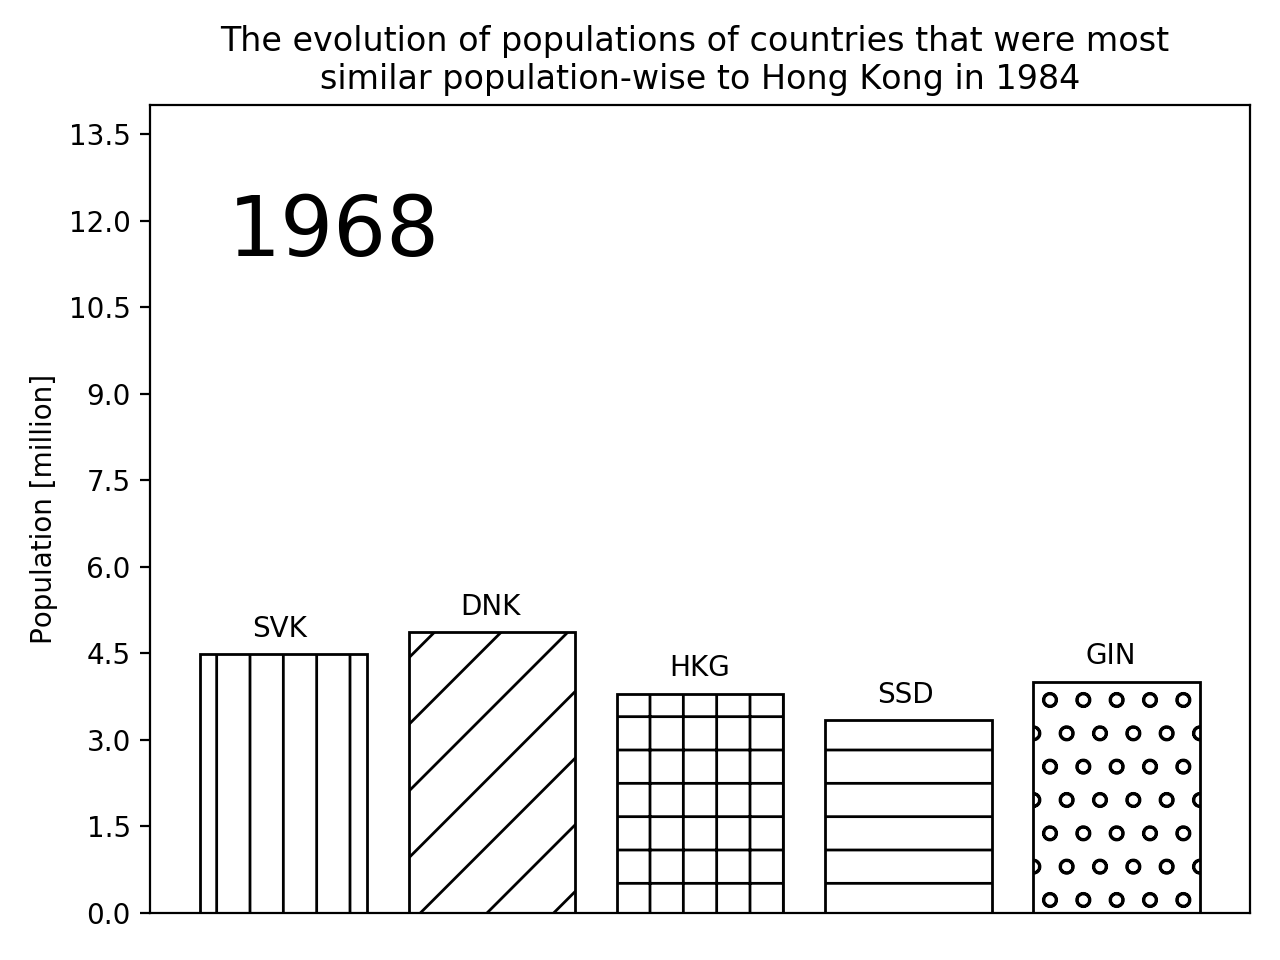 The evolution of populations of countries that were most
similar population-wise to Hong Kong in 1984
1968
Population [million]
13.5
12.0
10.5
9.0
7.5
6.0
4.5
3.0
1.5
0.0
SVK
DNK
HKG
SSD
GIN